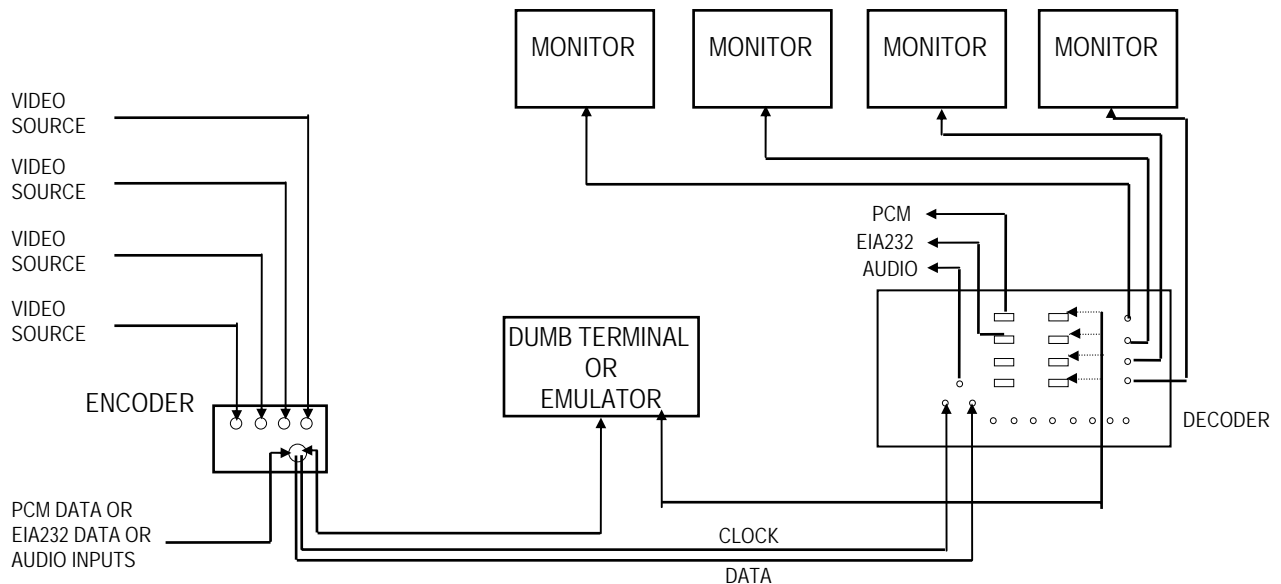 MONITOR
MONITOR
MONITOR
MONITOR
VIDEO
SOURCE
VIDEO
SOURCE
VIDEO
SOURCE
VIDEO
SOURCE
PCM
EIA232
AUDIO
DUMB TERMINAL
OR
EMULATOR
ENCODER
DECODER
PCM DATA OR
EIA232 DATA OR
AUDIO INPUTS
CLOCK
DATA